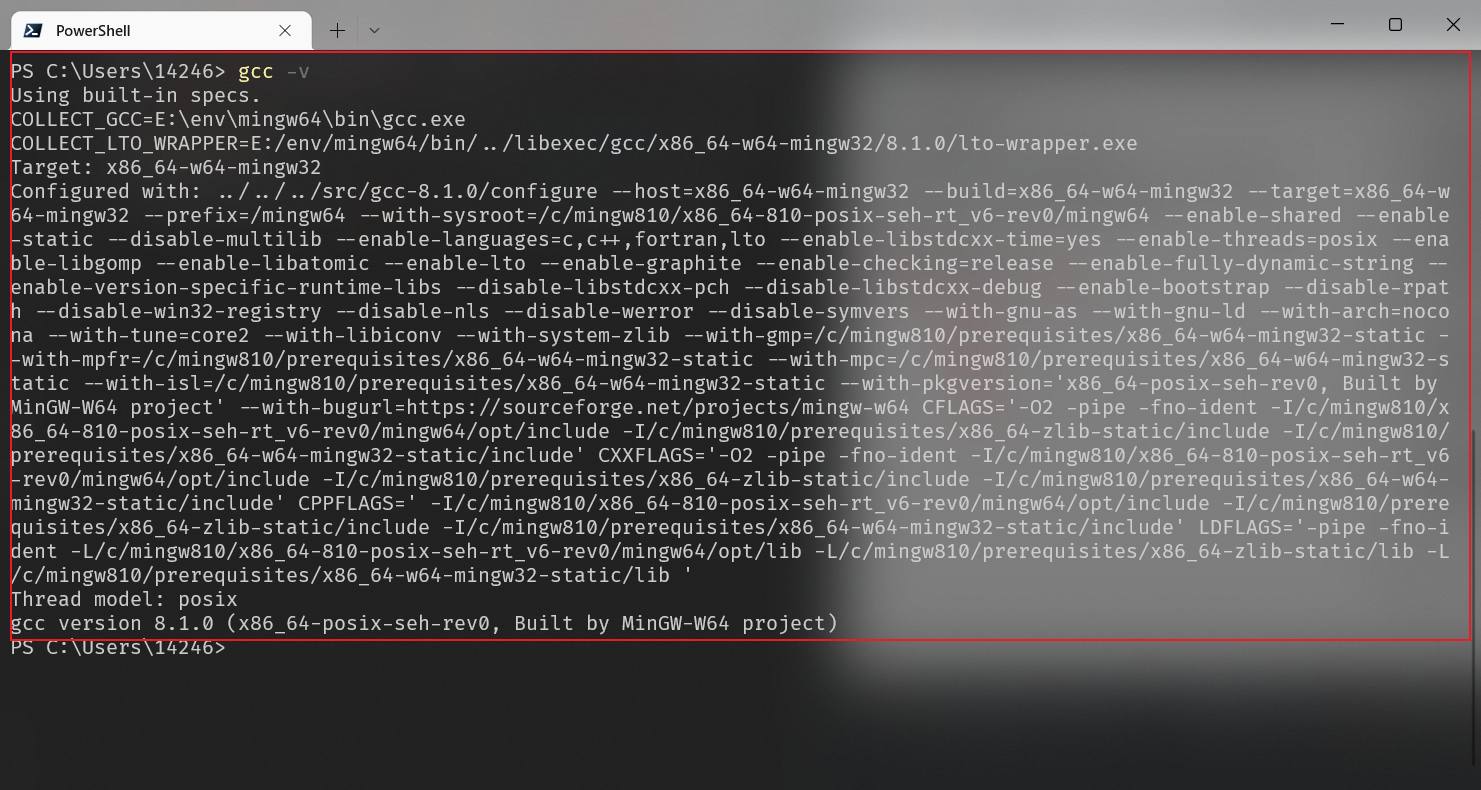 PowerShell
PS C:\Users\14246> gcc -v
Using built-in specs.
COLLECT_GCC=E:\env\mingw64\bin\gcc.exe
COLLECT_LTO_WRAPPER=E:/env/mingw64/bin/../libexec/gcc/x86_64-w64-mingw32/8.1.0/lto-wrapper.exe
Target: x86_64-w64-mingw32
Configured with: ../../../src/gcc-8.1.0/configure --host=x86_64-w64-mingw32 --build=x86_64-w64-mingw32 --target=x86_64-w
64-mingw32 --prefix=/mingw64 --with-sysroot=/c/mingw810/x86_64-810-posix-seh-rt_v6-rev0/mingw64 --enable-shared --enable
-static --disable-multilib --enable-languages=c,c++,fortran,lto --enable-libstdcxx-time=yes --enable-threads=posix --ena
ble-libgomp --enable-libatomic --enable-lto --enable-graphite --enable-checking=release --enable-fully-dynamic-string --
enable-version-specific-runtime-libs --disable-libstdcxx-pch --disable-libstdcxx-debug --enable-bootstrap --disable-rpat
h --disable-win32-registry --disable-nls --disable-werror --disable-symvers --with-gnu-as --with-gnu-ld --with-arch=noco
na --with-tune=core2 --with-libiconv --with-system-zlib --with-gmp=/c/mingw810/prerequisites/x86_64-w64-mingw32-static -
-with-mpfr=/c/mingw810/prerequisites/x86_64-w64-mingw32-static --with-mpc=/c/mingw810/prerequisites/x86_64-w64-mingw32-s
tatic --with-isl=/c/mingw810/prerequisites/x86_64-w64-mingw32-static --with-pkgversion='x86_64-posix-seh-rev0, Built by
MinGW-W64 project' --with-bugurl=https://sourceforge.net/projects/mingw-w64 CFLAGS='-O2 -pipe -fno-ident -I/c/mingw810/x
86_64-810-posix-seh-rt_v6-rev0/mingw64/opt/include -I/c/mingw810/prerequisites/x86_64-zlib-static/include -I/c/mingw810/
prerequisites/x86_64-w64-mingw32-static/include' CXXFLAGS='-O2 -pipe -fno-ident -I/c/mingw810/x86_64-810-posix-seh-rt_v6
-rev0/mingw64/opt/include -I/c/mingw810/prerequisites/x86_64-zlib-static/include -I/c/mingw810/prerequisites/x86_64-w64-
mingw32-static/include' CPPFLAGS=' -I/c/mingw810/x86_64-810-posix-seh-rt_v6-rev0/mingw64/opt/include -I/c/mingw810/prere
quisites/x86_64-zlib-static/include -I/c/mingw810/prerequisites/x86_64-w64-mingw32-static/include' LDFLAGS='-pipe -fno-i
dent -L/c/mingw810/x86_64-810-posix-seh-rt_v6-rev0/mingw64/opt/lib -L/c/mingw810/prerequisites/x86_64-zlib-static/lib -L
/c/mingw810/prerequisites/x86_64-w64-mingw32-static/lib '
Thread model: posix
gcc version 8.1.0 (x86_64-posix-seh-rev0, Built by MinGW-W64 project)
PS C:\Users\14246>